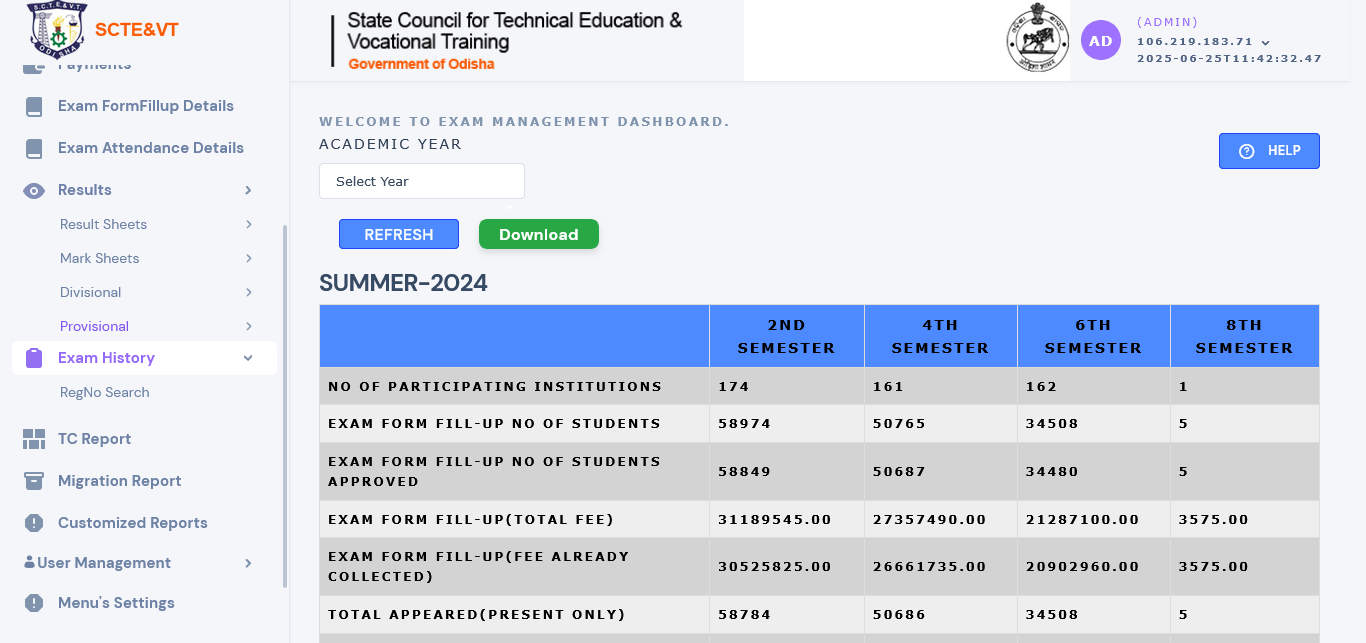 S.C.T.E.&V.T.
ODISHA
SCTE&VT
Payments
Exam FormFillup Details
Exam Attendance Details
Results
Result Sheets
Mark Sheets
Divisional
Provisional
Exam History
RegNo Search
TC Report
Migration Report
Customized Reports
User Management
Menu's Settings
State Council for Technical Education &
Vocational Training
Government of Odisha
AD
(ADMIN)
106.219.183.71
2025-06-25T11:42:32.47
WELCOME TO EXAM MANAGEMENT DASHBOARD.
ACADEMIC YEAR
Select Year
HELP
REFRESH
Download
SUMMER-2024
2ND SEMESTER 4TH SEMESTER 6TH SEMESTER 8TH SEMESTER
NO OF PARTICIPATING INSTITUTIONS 174 161 162 1
EXAM FORM FILL-UP NO OF STUDENTS 58974 50765 34508 5
EXAM FORM FILL-UP NO OF STUDENTS APPROVED 58849 50687 34480 5
EXAM FORM FILL-UP(TOTAL FEE) 31189545.00 27357490.00 21287100.00 3575.00
EXAM FORM FILL-UP(FEE ALREADY COLLECTED) 30525825.00 26661735.00 20902960.00 3575.00
TOTAL APPEARED(PRESENT ONLY) 58784 50686 34508 5